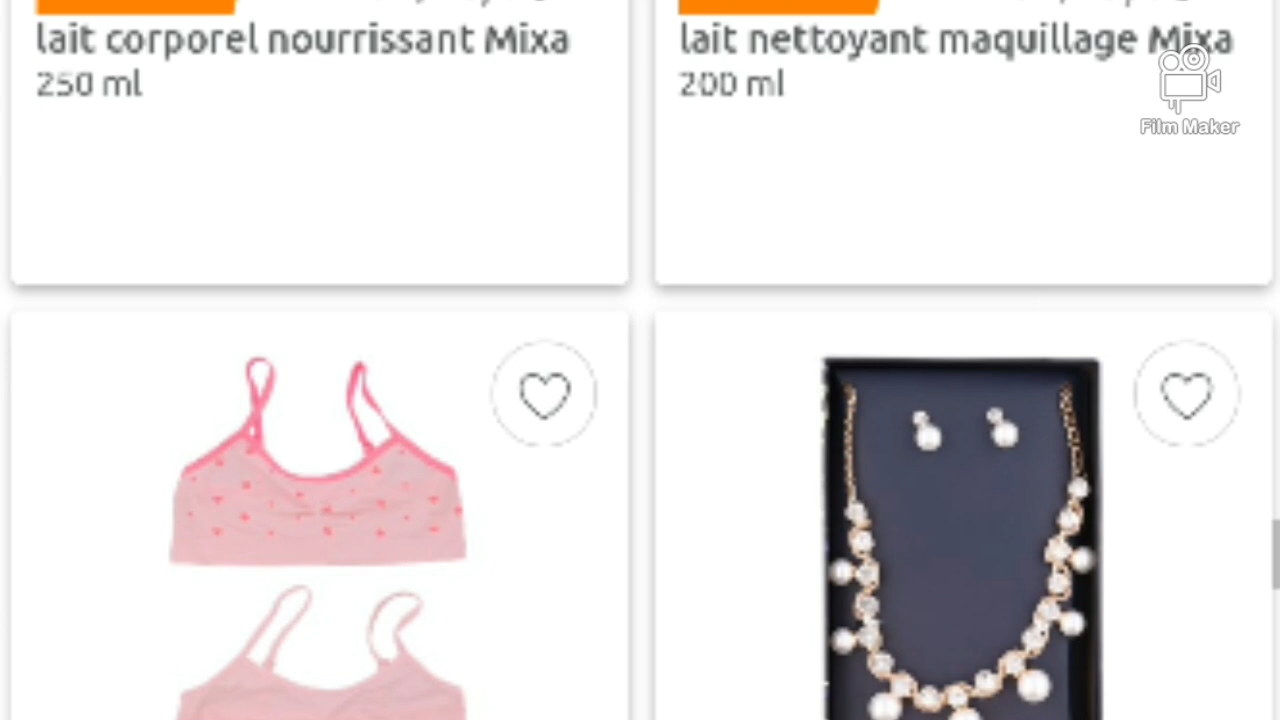 lait corporel nourrissant Mixa
250 ml
lait nettoyant maquillage Mixa
200 ml
Film Maker